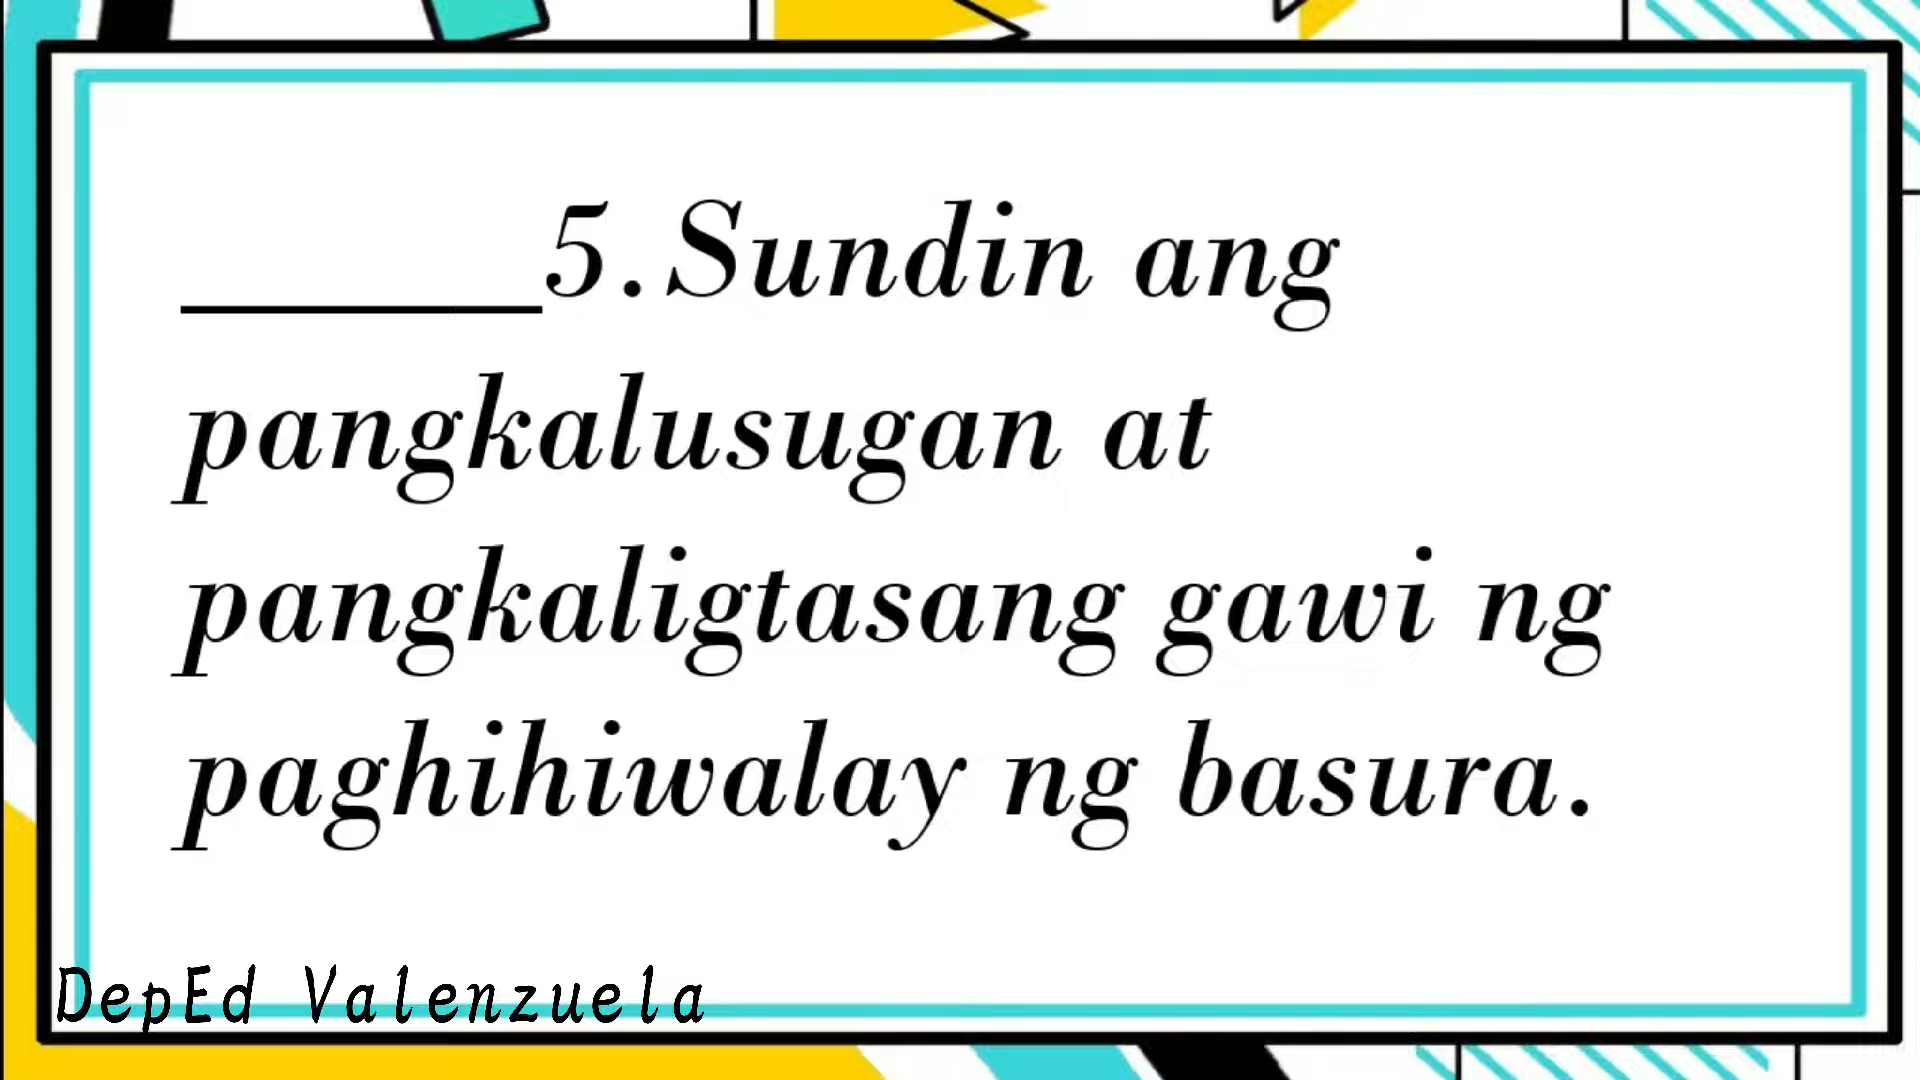 ______5. Sundin ang
pangkalusugan at
pangkaligtasang gawi ng
paghihiwalay ng basura.
DepEd Valenzuela